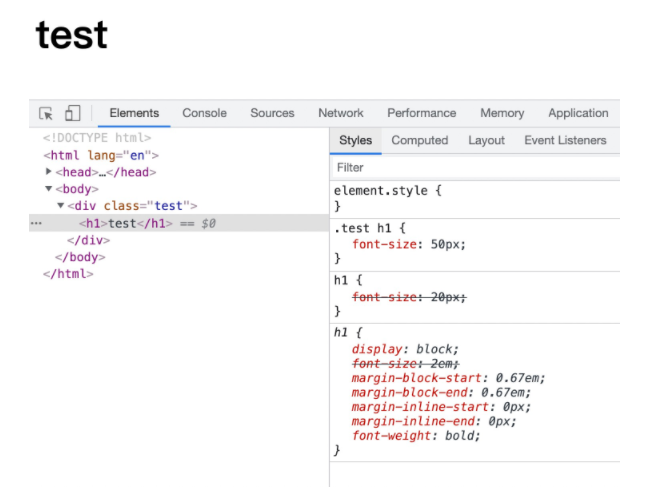 test
Elements Console Sources Network Performance Memory Application
<!DOCTYPE html>
<html lang="en">
<head>…</head>
<body>
<div class="test">
<h1>test</h1> == $0
</div>
</body>
</html>
Styles Computed Layout Event Listeners
Filter
element.style {
}
.test h1 {
font-size: 50px;
}
h1 {
font-size: 20px;
}
h1 {
display: block;
font-size: 2em;
margin-block-start: 0.67em;
margin-block-end: 0.67em;
margin-inline-start: 0px;
margin-inline-end: 0px;
font-weight: bold;
}